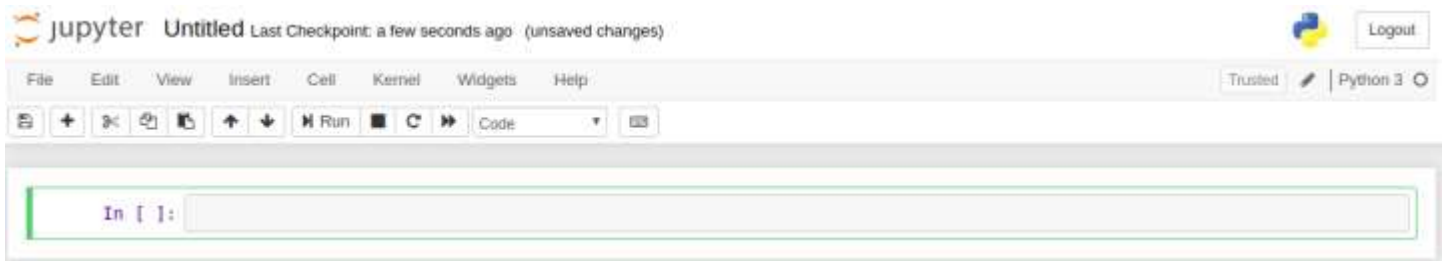 jupyter Untitled Last Checkpoint: a few seconds ago (unsaved changes) Logout
File Edit View Insert Cell Kernel Widgets Help Trusted Python 3
Run Code
In [ ]: